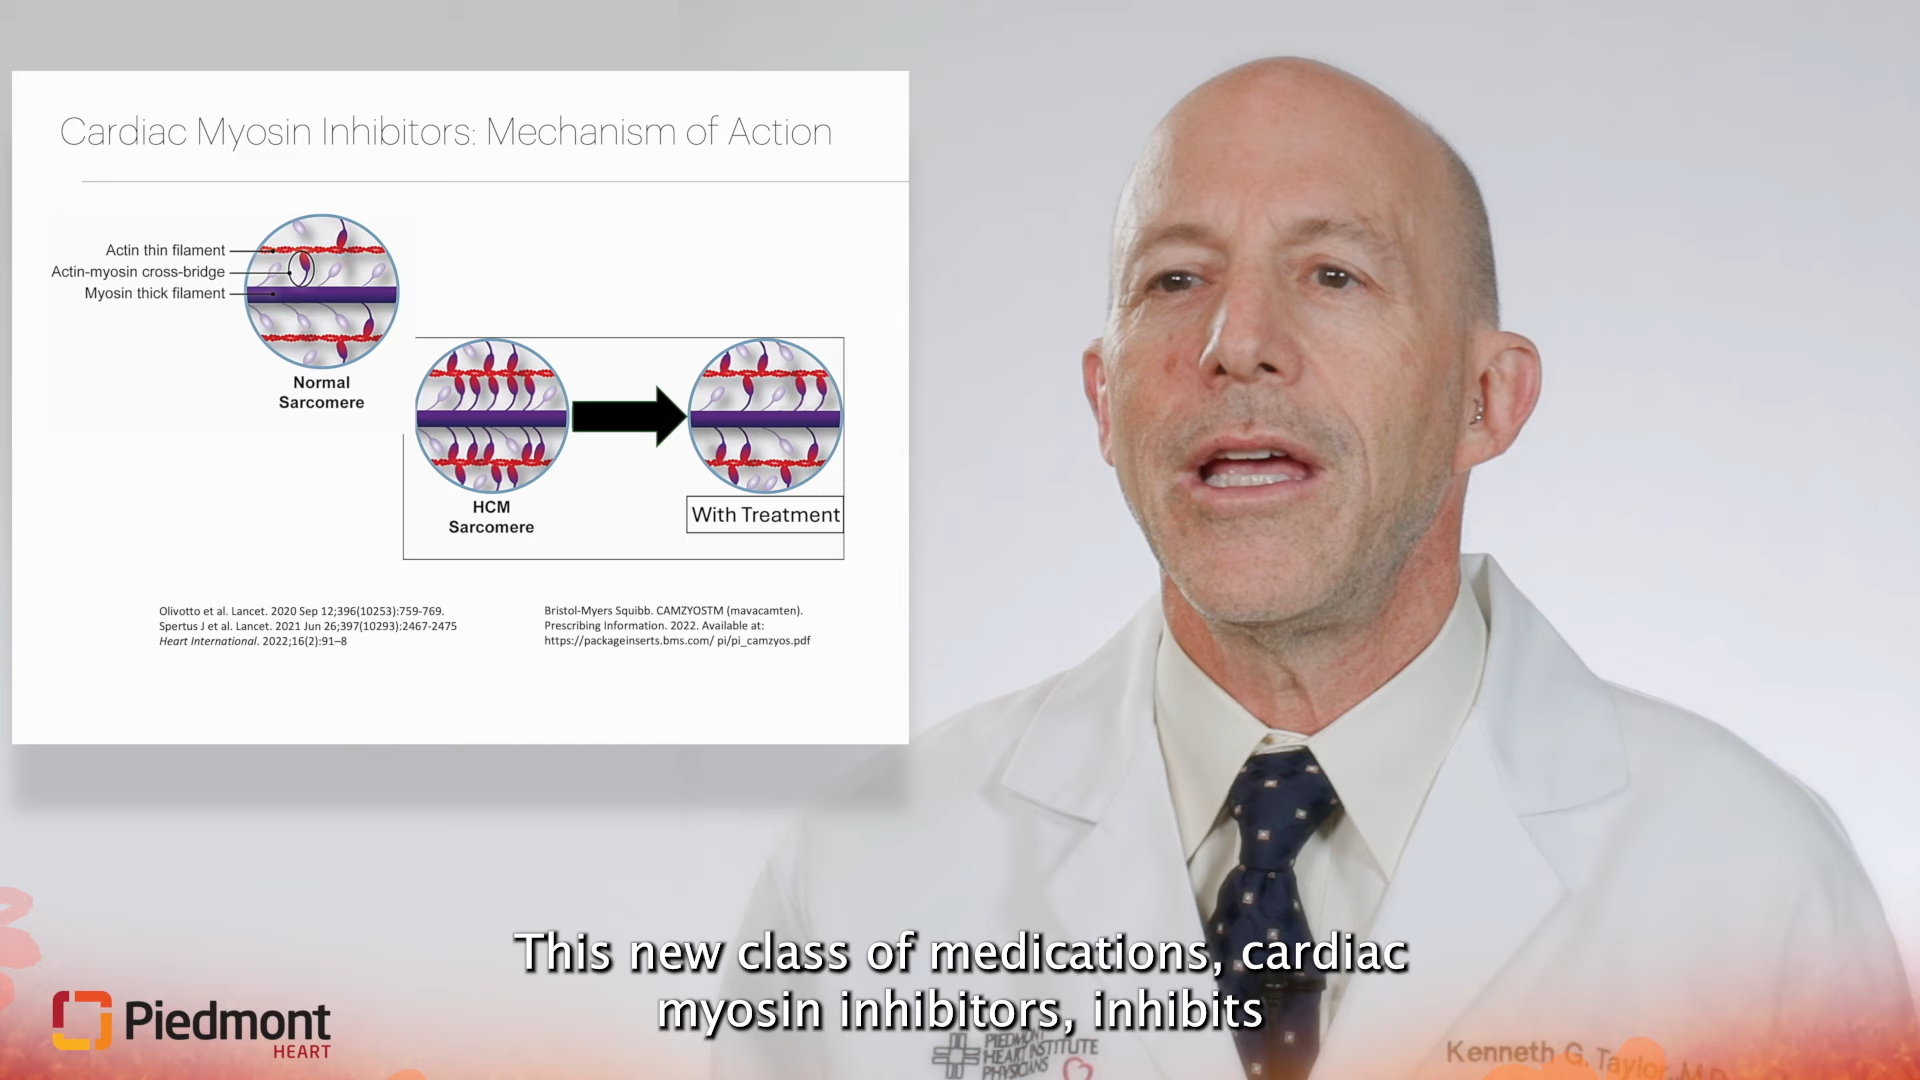 Cardiac Myosin Inhibitors: Mechanism of Action
Actin thin filament
Actin-myosin cross-bridge
Myosin thick filament
Normal
Sarcomere
HCM
Sarcomere
With Treatment
Olivotto et al. Lancet. 2020 Sep 12;396(10253):759-769.
Spertus J et al. Lancet. 2021 Jun 26;397(10293):2467-2475
Heart International. 2022;16(2):91–8
Bristol-Myers Squibb. CAMZYOSTM (mavacamten).
Prescribing Information. 2022. Available at:
https://packageinserts.bms.com/ pi/pi_camzyos.pdf
This new class of medications, cardiac
myosin inhibitors, inhibits
Piedmont
HEART
PIEDMONT
HEART INSTITUTE
PHYSICIANS
Kenneth G. Taylor, M.D.